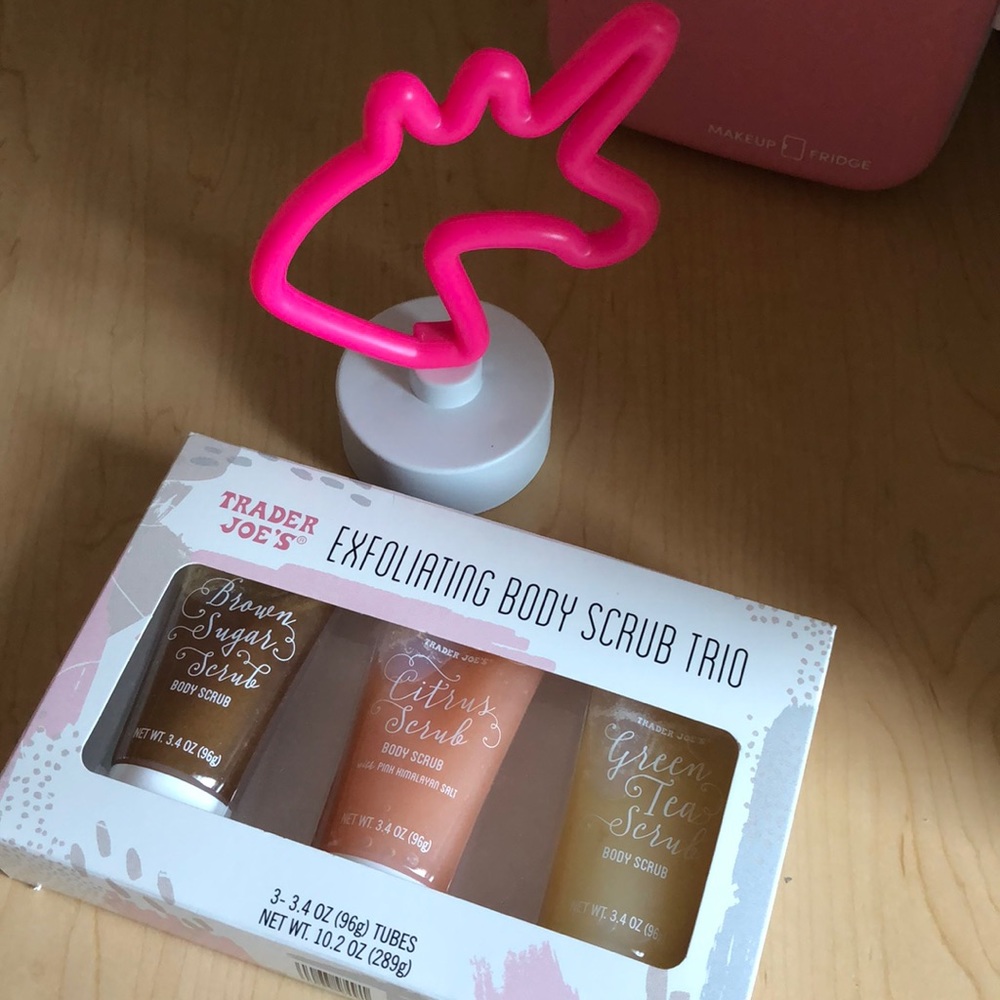 MAKEUP FRIDGE
TRADER
JOE'S®
EXFOLIATING BODY SCRUB TRIO
Brown
Sugar
Scrub
BODY SCRUB
NET WT. 3.4 OZ (96g)
TRADER JOE'S
Citrus
Scrub
BODY SCRUB
with PINK HIMALAYAN SALT
NET WT. 3.4 OZ (96g)
TRADER JOE'S
Green
Tea
Scrub
BODY SCRUB
NET WT. 3.4 OZ (96
3- 3.4 OZ (96g) TUBES
NET WT. 10.2 OZ (289g)